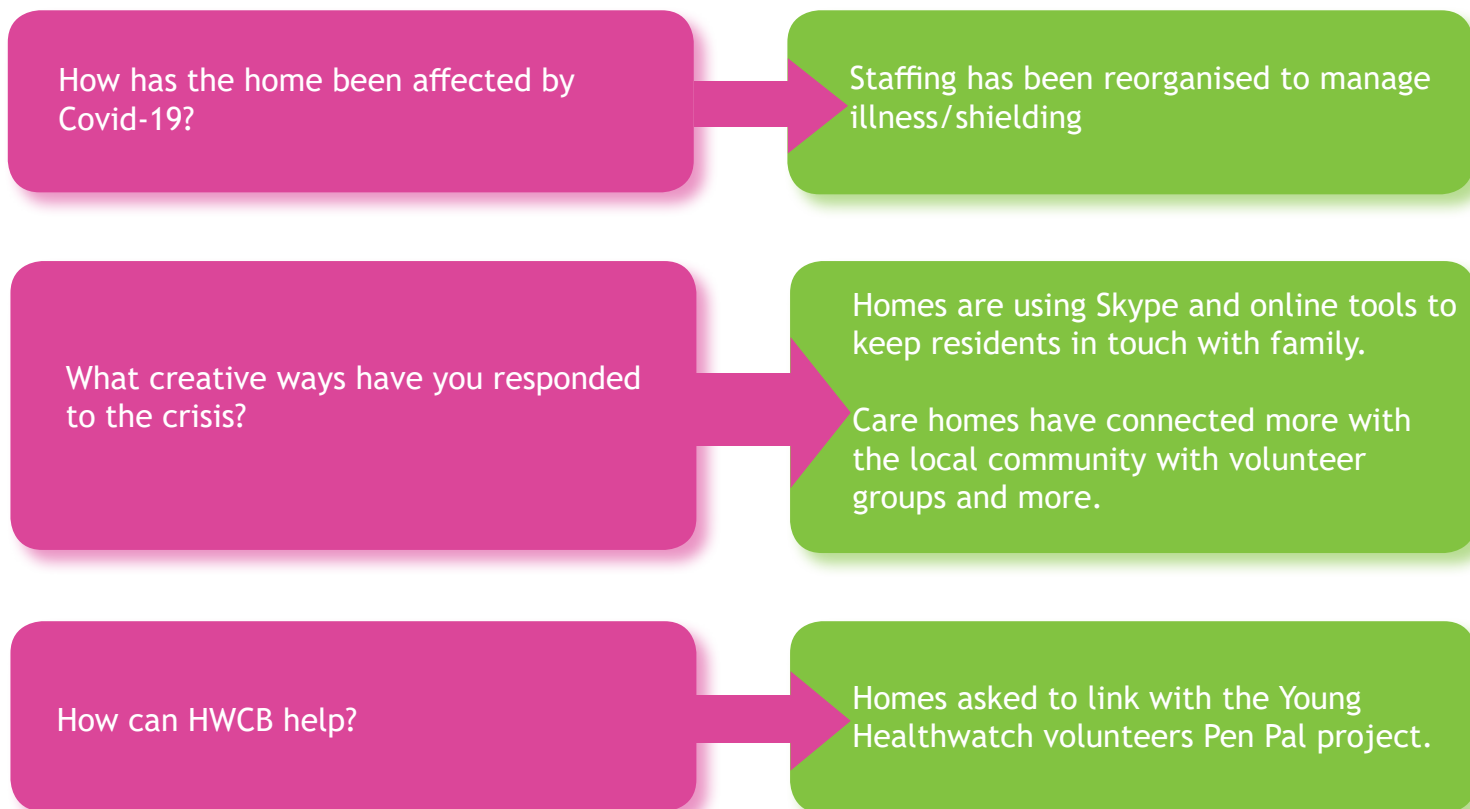 How has the home been affected by
Covid-19?
Staffing has been reorganised to manage
illness/shielding
What creative ways have you responded
to the crisis?
Homes are using Skype and online tools to
keep residents in touch with family.
Care homes have connected more with
the local community with volunteer
groups and more.
How can HWCB help?
Homes asked to link with the Young
Healthwatch volunteers Pen Pal project.